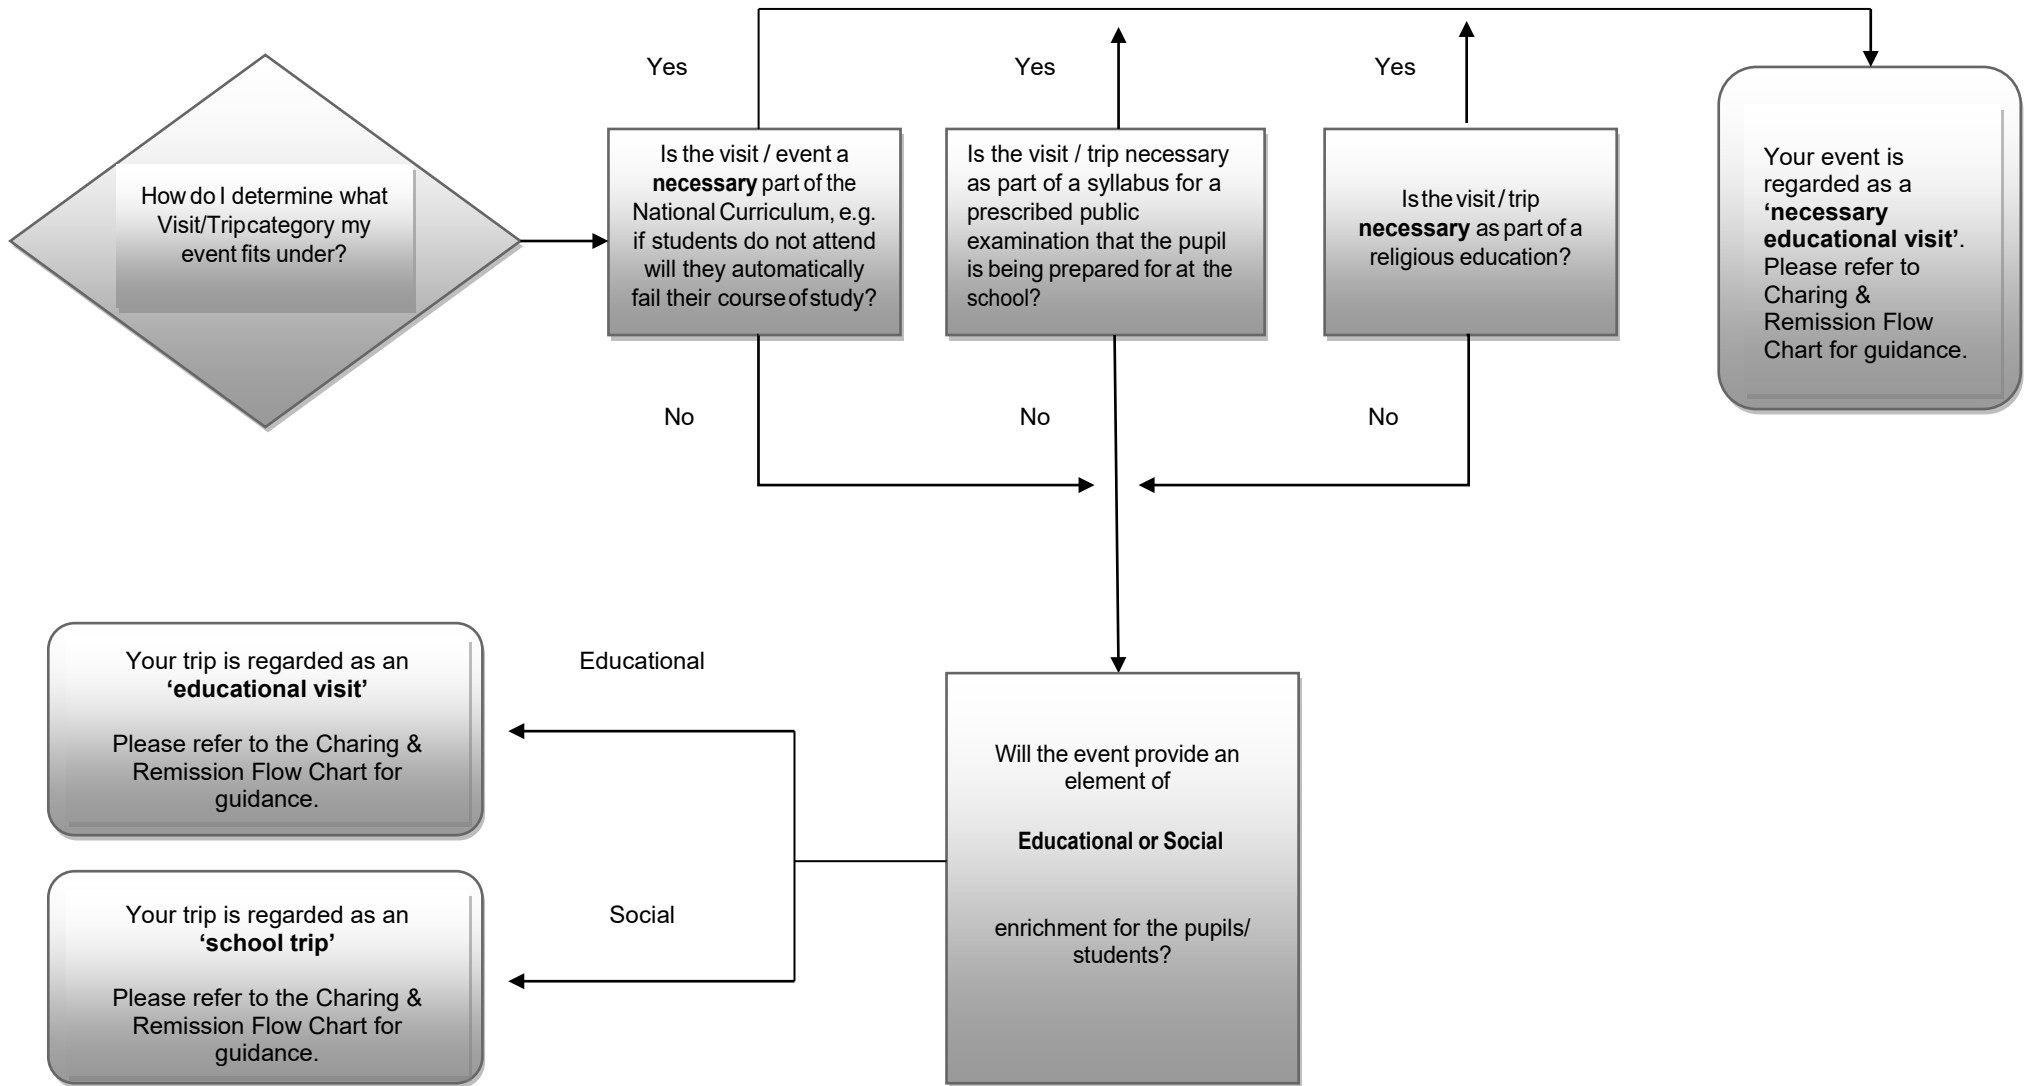 How do I determine what
Visit/Tripcategory my
event fits under?
Yes
Is the visit / event a
necessary part of the
National Curriculum, e.g.
if students do not attend
will they automatically
fail their course of study?
No
Yes
Is the visit / trip necessary
as part of a syllabus for a
prescribed public
examination that the pupil
is being prepared for at the
school?
No
Yes
Is the visit / trip
necessary as part of a
religious education?
No
Your event is
regarded as a
‘necessary
educational visit’.
Please refer to
Charing &
Remission Flow
Chart for guidance.
Will the event provide an
element of
Educational or Social
enrichment for the pupils/
students?
Educational
Your trip is regarded as an
‘educational visit’
Please refer to the Charing &
Remission Flow Chart for
guidance.
Social
Your trip is regarded as an
‘school trip’
Please refer to the Charing &
Remission Flow Chart for
guidance.